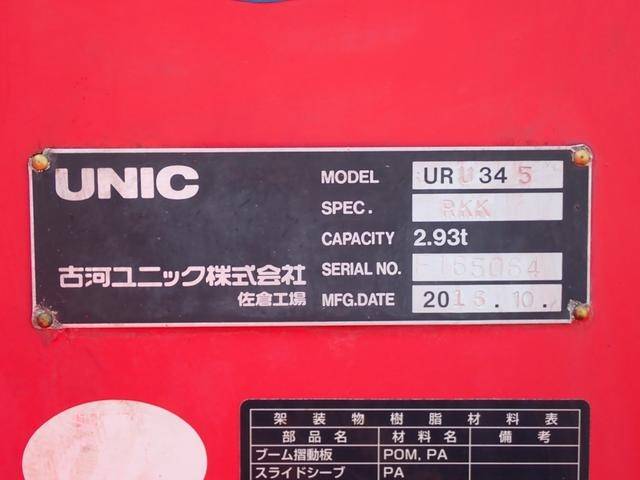 UNIC
古河ユニック株式会社
佐倉工場
MODEL URU345
SPEC. RKK
CAPACITY 2.93t
SERIAL NO.
MFG.DATE 2016.10.
架装物樹脂材料表
部品名 材料名 備考
ブーム摺動板 POM, PA
スライドシーブ PA